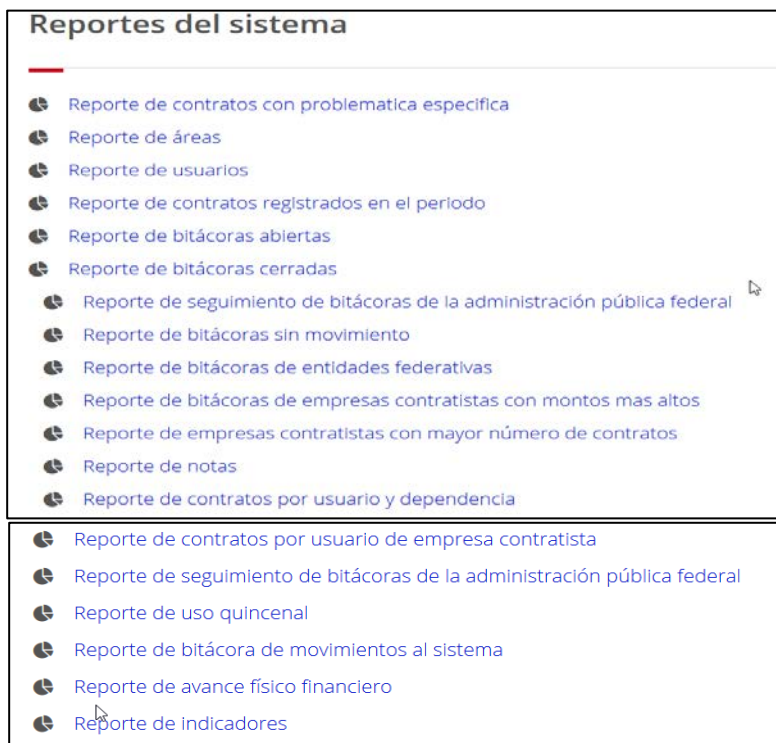 Reportes del sistema
Reporte de contratos con problematica especifica
Reporte de áreas
Reporte de usuarios
Reporte de contratos registrados en el periodo
Reporte de bitácoras abiertas
Reporte de bitácoras cerradas
Reporte de seguimiento de bitácoras de la administración pública federal
Reporte de bitácoras sin movimiento
Reporte de bitácoras de entidades federativas
Reporte de bitácoras de empresas contratistas con montos mas altos
Reporte de empresas contratistas con mayor número de contratos
Reporte de notas
Reporte de contratos por usuario y dependencia
Reporte de contratos por usuario de empresa contratista
Reporte de seguimiento de bitácoras de la administración pública federal
Reporte de uso quincenal
Reporte de bitácora de movimientos al sistema
Reporte de avance físico financiero
Reporte de indicadores